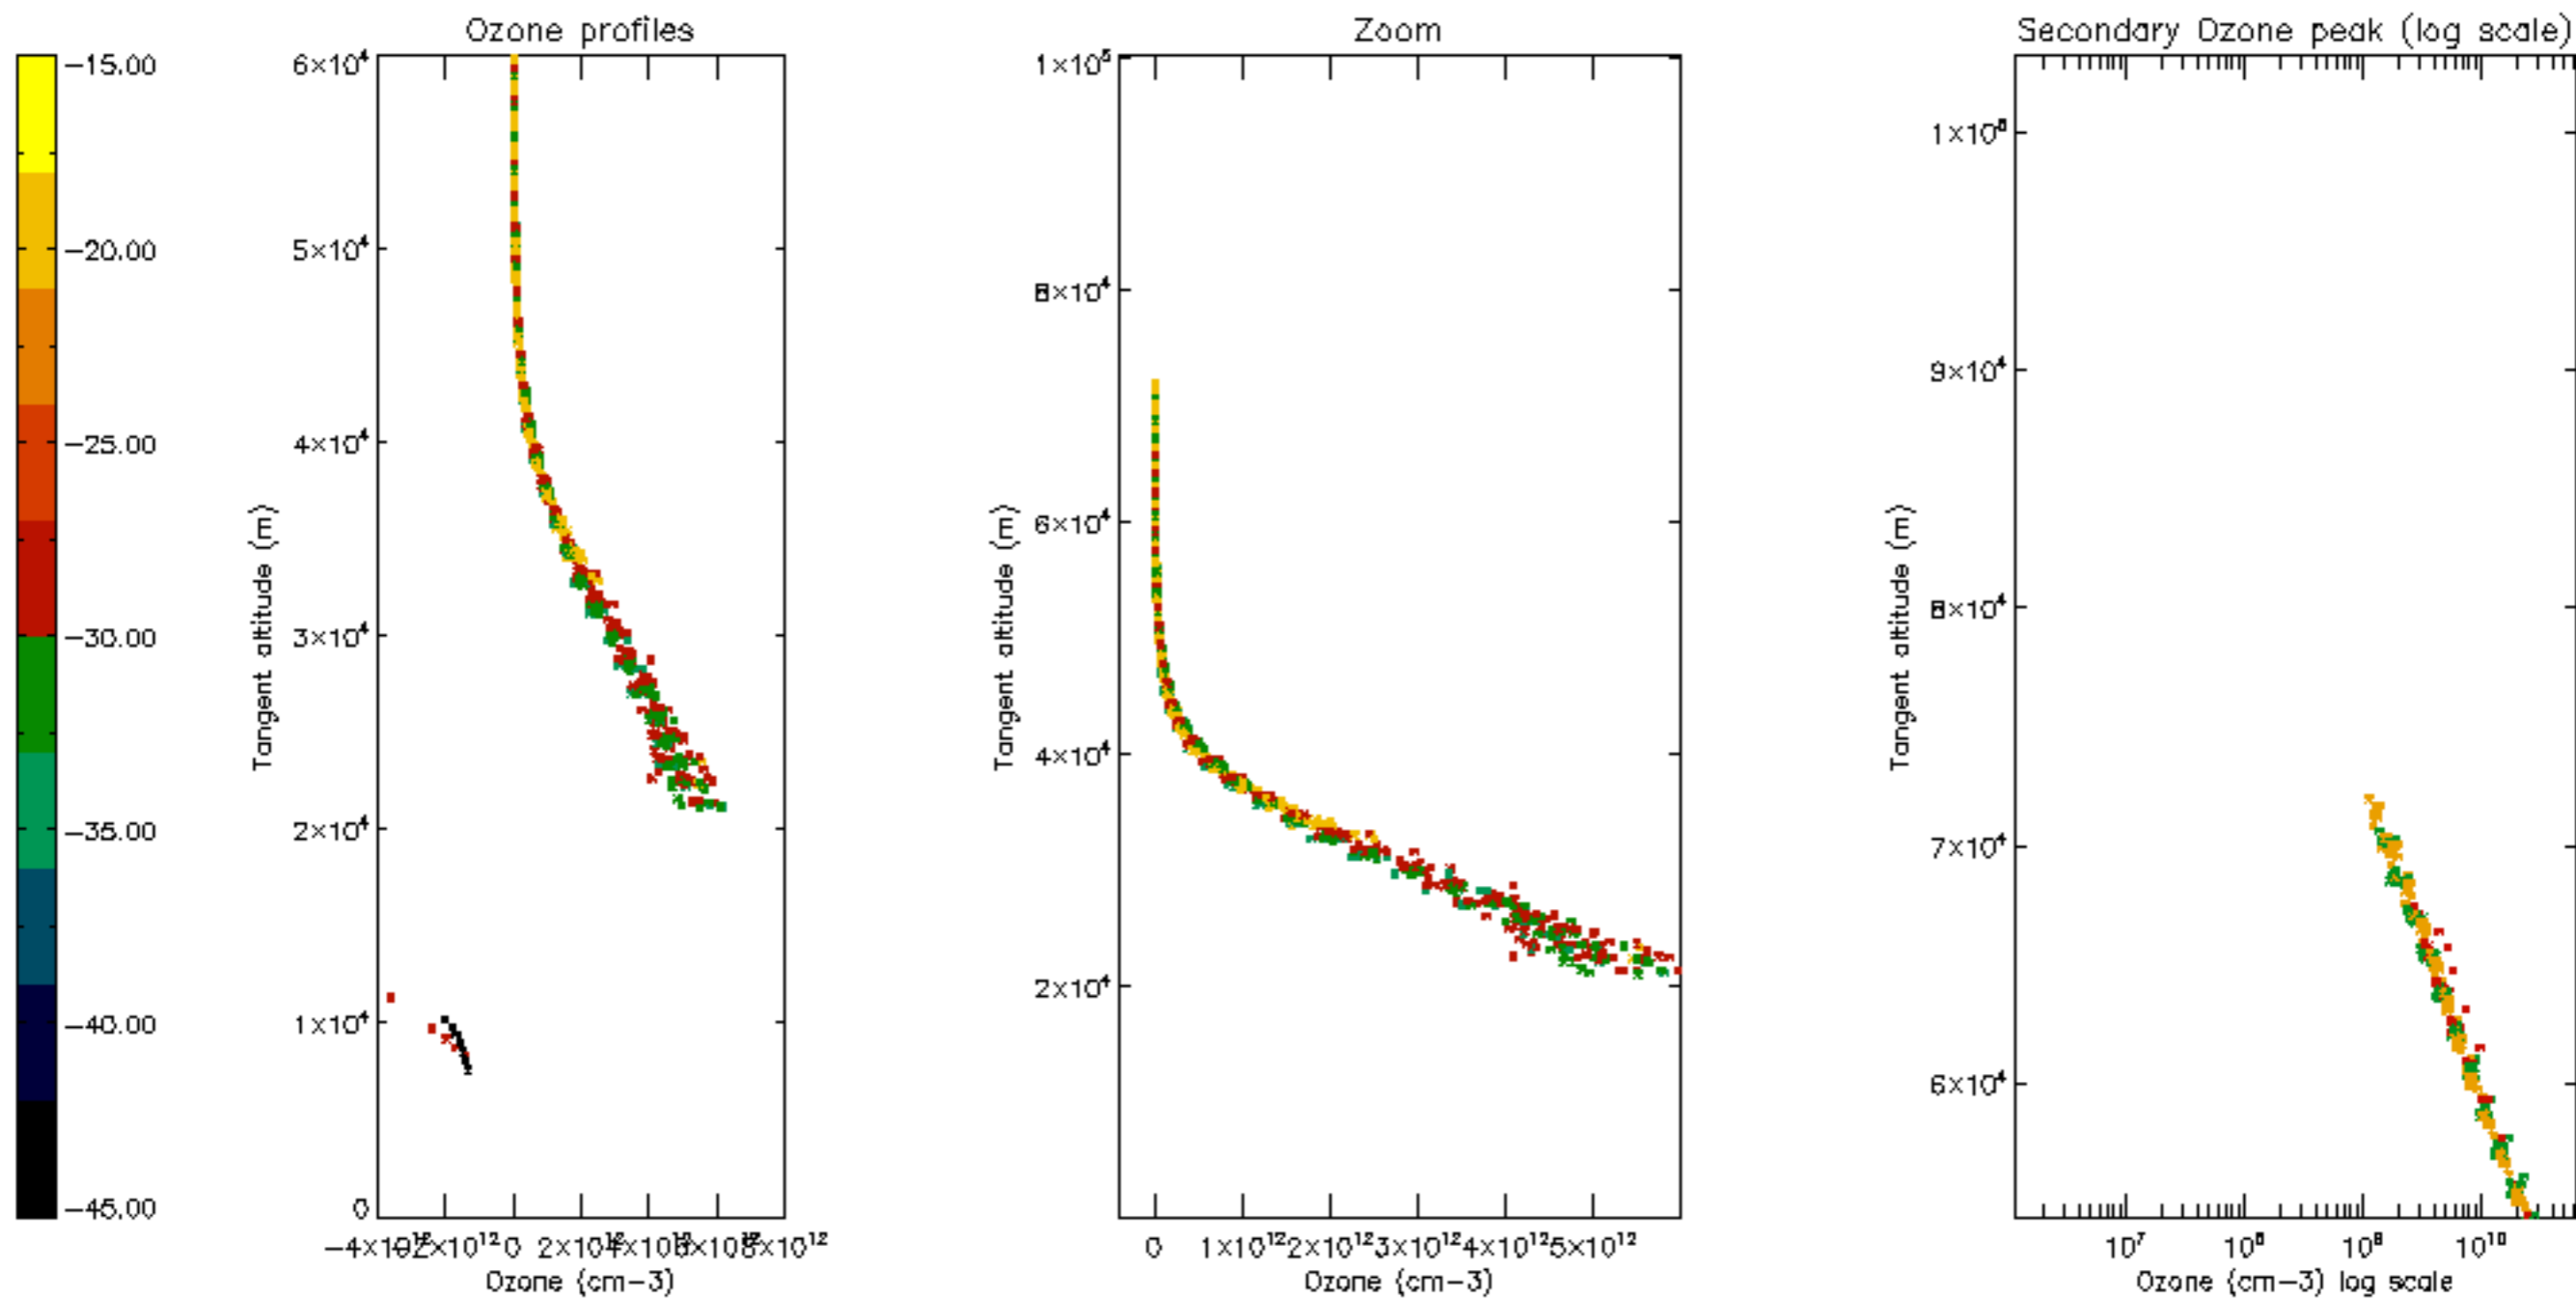 Ozone profiles
Zoom
Secondary Ozone peak (log scale)
-15.00
-20.00
-25.00
-30.00
-35.00
-40.00
-45.00
6×10⁴
5×10⁴
4×10⁴
3×10⁴
2×10⁴
1×10⁴
0
Tangent altitude (m)
0
2×10¹²
Ozone (cm-3)
1×10⁵
8×10⁴
6×10⁴
4×10⁴
2×10⁴
Tangent altitude (m)
0 1×10¹² 2×10¹² 3×10¹² 4×10¹² 5×10¹²
Ozone (cm-3)
9×10⁴
8×10⁴
7×10⁴
6×10⁴
Tangent altitude (m)
10⁷ 10⁸ 10⁹ 10¹⁰
Ozone (cm-3) log scale